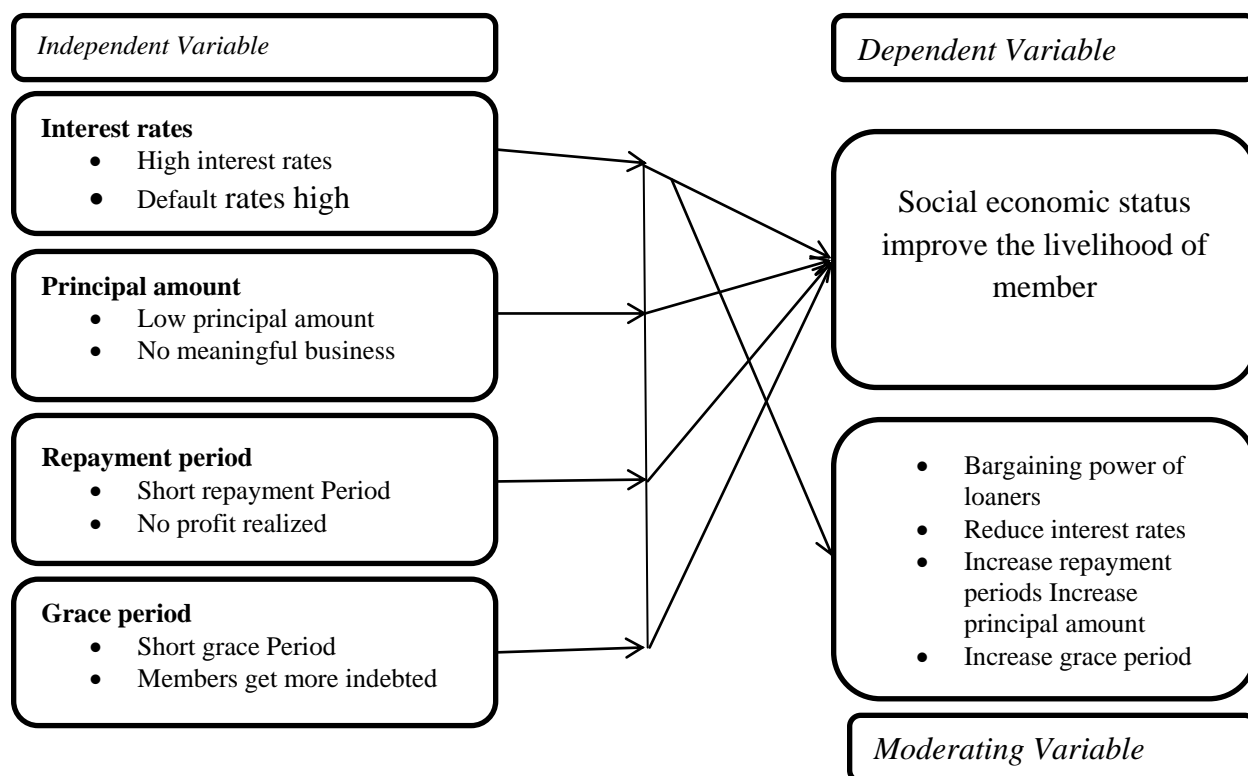 Independent Variable
Dependent Variable
Interest rates
• High interest rates
• Default rates high
Principal amount
• Low principal amount
• No meaningful business
Repayment period
• Short repayment Period
• No profit realized
Grace period
• Short grace Period
• Members get more indebted
Social economic status
improve the livelihood of
member
• Bargaining power of
loaners
• Reduce interest rates
• Increase repayment
periods Increase
principal amount
• Increase grace period
Moderating Variable